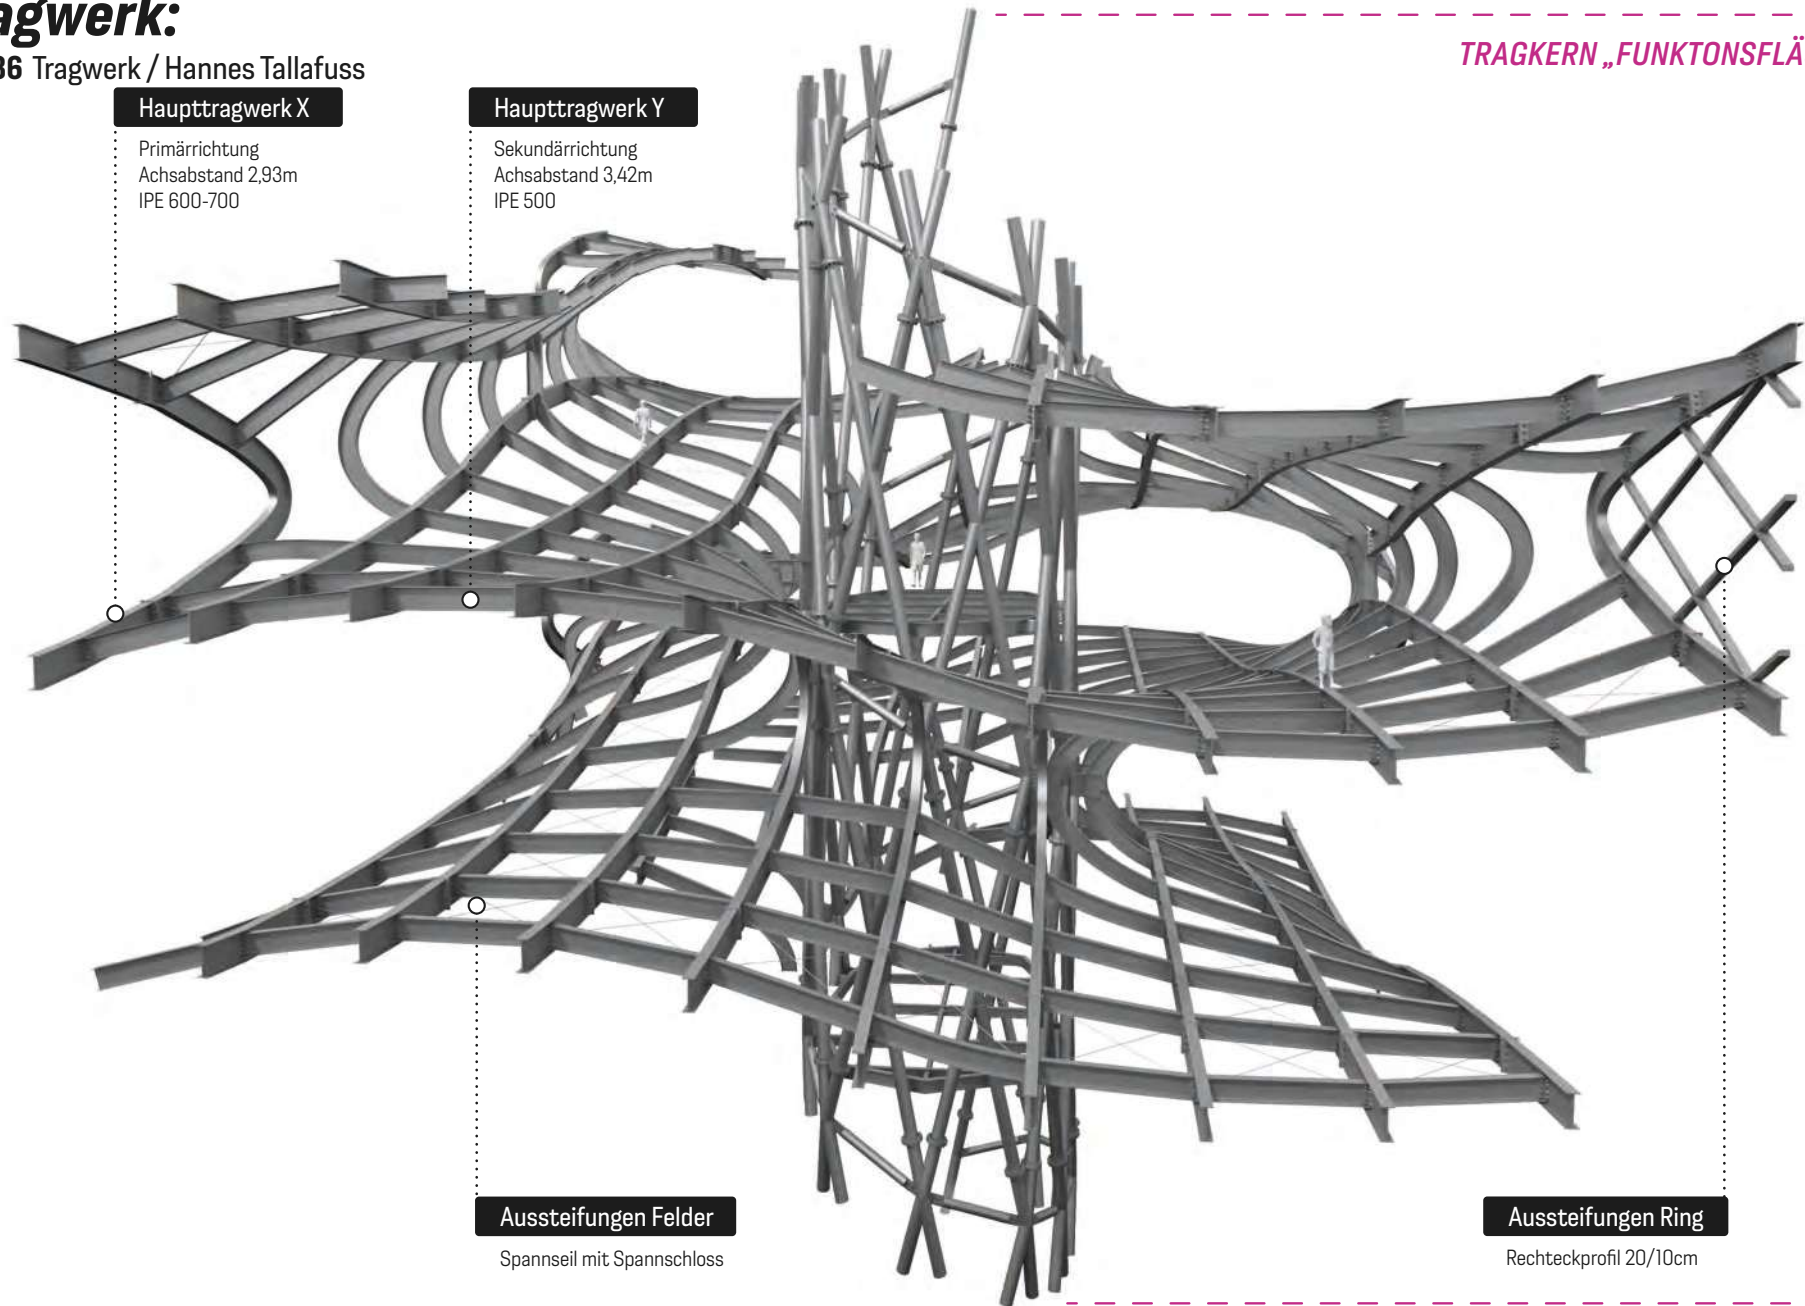 agwerk:
36 Tragwerk / Hannes Tallafuss
TRAGKERN „FUNKTONSFLÄ
Haupttragwerk X
Primärrichtung
Achsabstand 2,93m
IPE 600-700
Haupttragwerk Y
Sekundärrichtung
Achsabstand 3,42m
IPE 500
Aussteifungen Felder
Spannseil mit Spannschloss
Aussteifungen Ring
Rechteckprofil 20/10cm